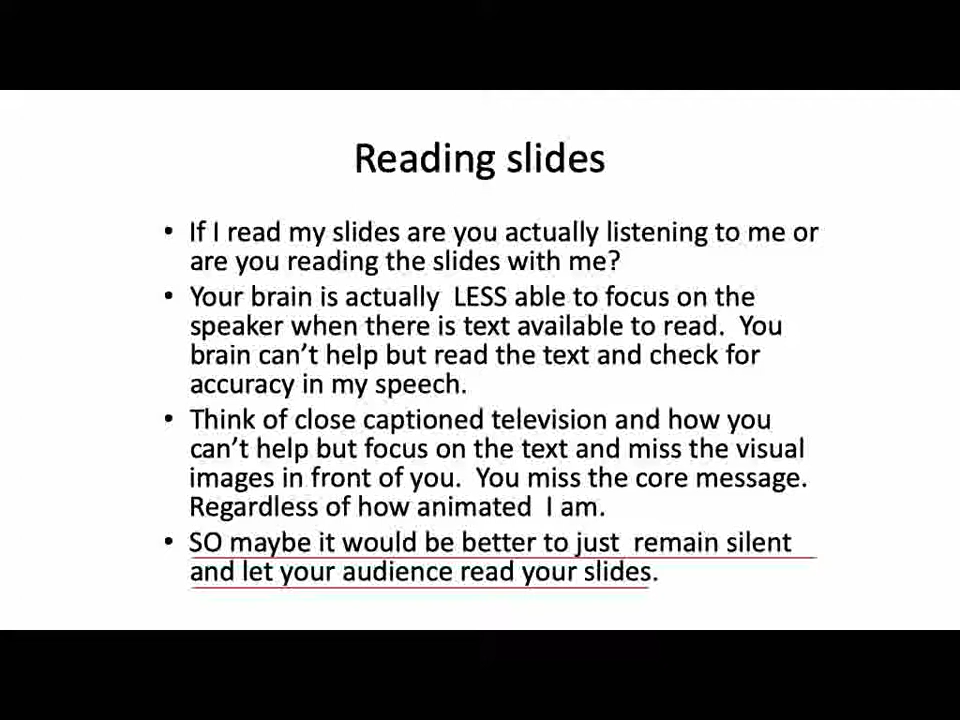 Reading slides
• If I read my slides are you actually listening to me or
are you reading the slides with me?
• Your brain is actually  LESS able to focus on the
speaker when there is text available to read.  You
brain can't help but read the text and check for
accuracy in my speech.
• Think of close captioned television and how you
can't help but focus on the text and miss the visual
images in front of you.  You miss the core message.
Regardless of how animated  I am.
• SO maybe it would be better to just  remain silent
and let your audience read your slides.